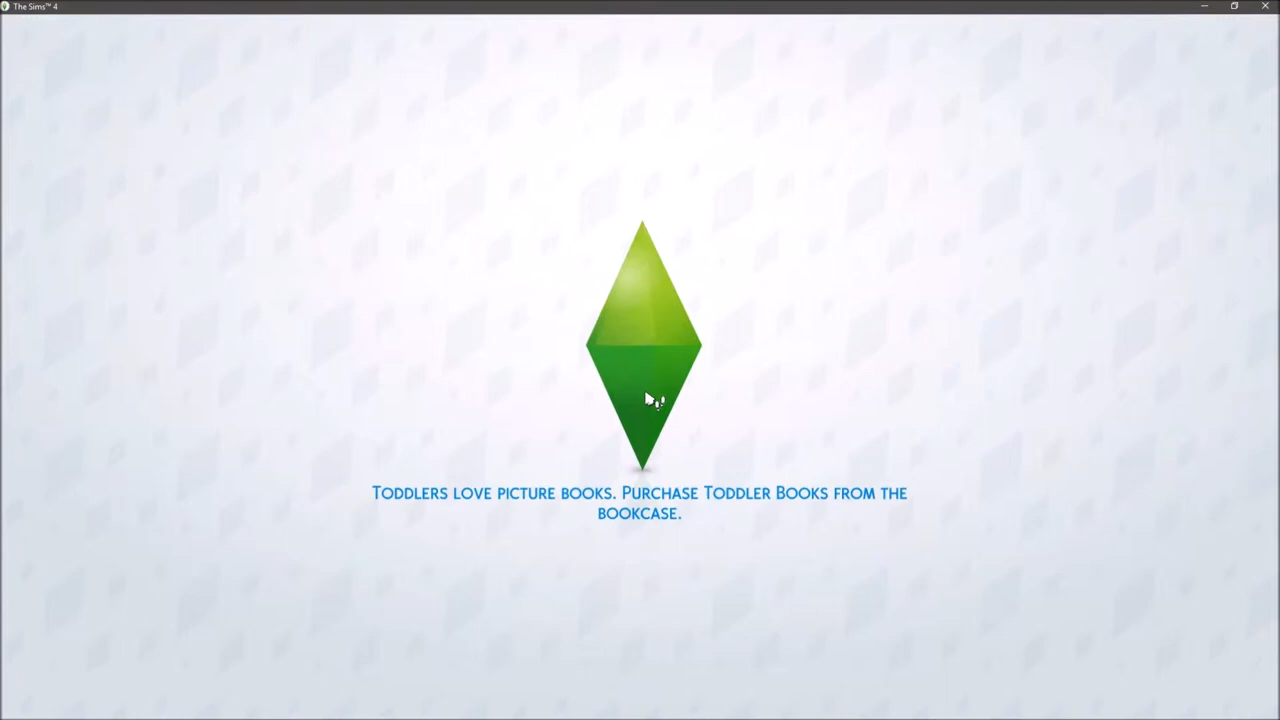 The Sims™ 4
Toddlers love picture books. Purchase Toddler Books from the
bookcase.